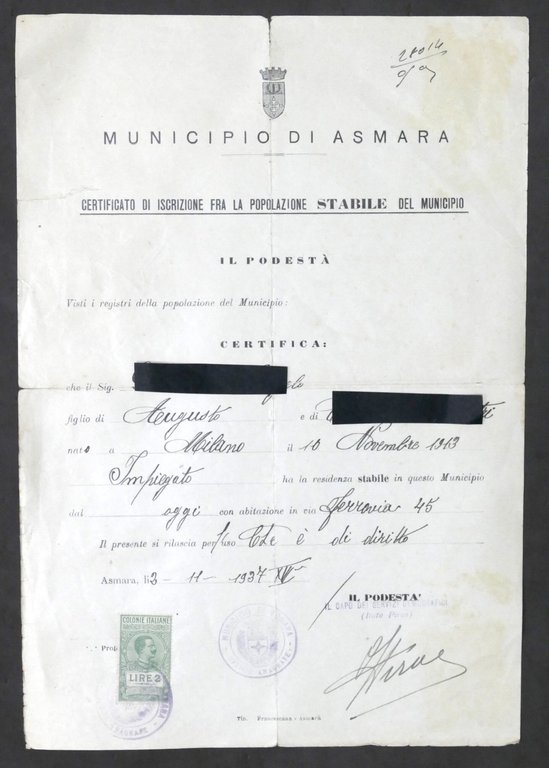 MUNICIPIO DI ASMARA
CERTIFICATO DI ISCRIZIONE FRA LA POPOLAZIONE STABILE DEL MUNICIPIO
IL PODESTÀ
Visti i registri della popolazione del Municipio:
CERTIFICA:
che il Sig.
figlio di Augusto e di
nato a Milano il 10 Novembre 1913
Impiegato ha la residenza stabile in questo Municipio
dal oggi con abitazione in via Ferrovia 45
Il presente si rilascia per l'uso che è di diritto
Asmara, li 3 - 11 - 1937 XVI
IL PODESTA'
IL CAPO DEI SERVIZI DEMOGRAFICI
COLONIE ITALIANE
LIRE 2
Tip. Francescana - Asmara